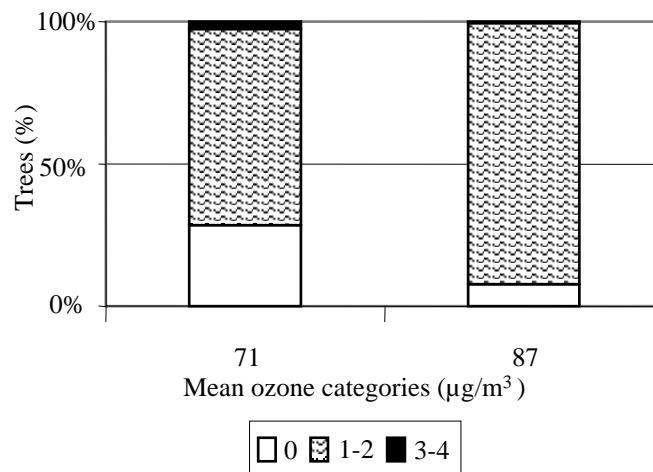 100%
50%
0%
Trees (%)
71 87
Mean ozone categories (µg/m³ )
0 1-2 3-4